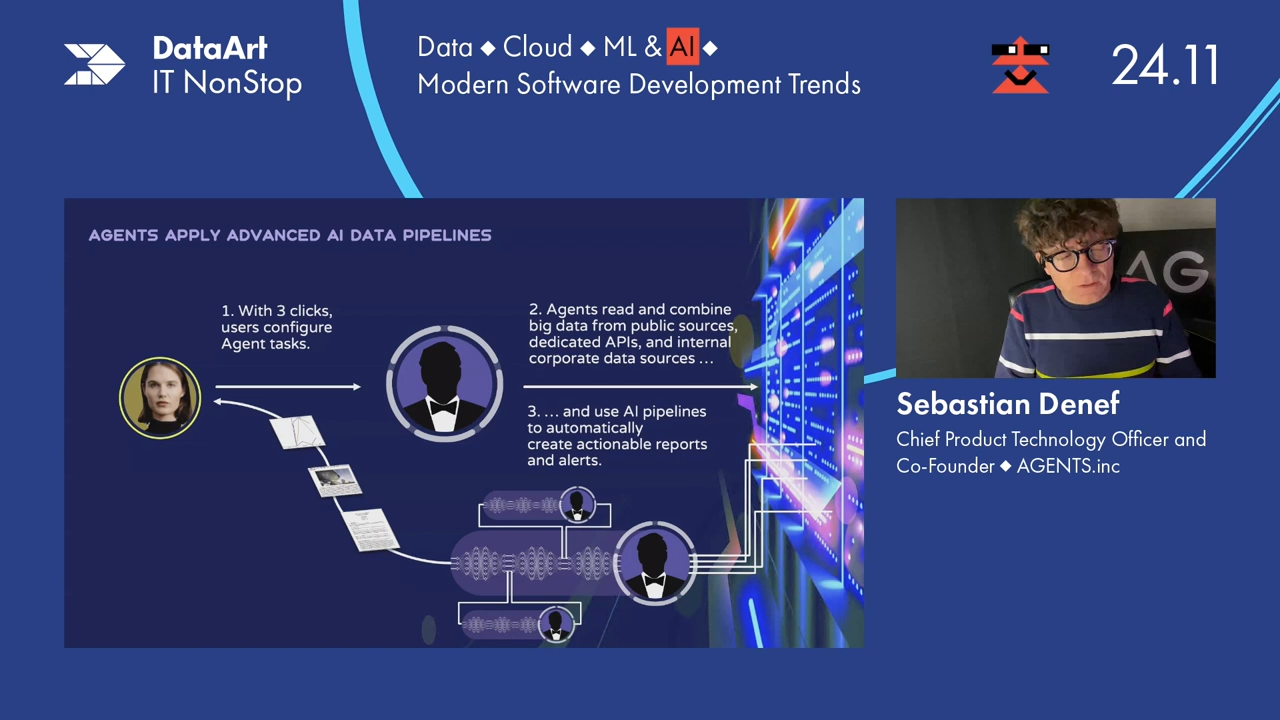 DataArt
IT NonStop
Data ◆ Cloud ◆ ML & AI ◆
Modern Software Development Trends
24.11
AGENTS APPLY ADVANCED AI DATA PIPELINES
1. With 3 clicks,
users configure
Agent tasks.
2. Agents read and combine
big data from public sources,
dedicated APIs, and internal
corporate data sources ...
3. ... and use AI pipelines
to automatically
create actionable reports
and alerts.
AG
Sebastian Denef
Chief Product Technology Officer and
Co-Founder ◆ AGENTS.inc